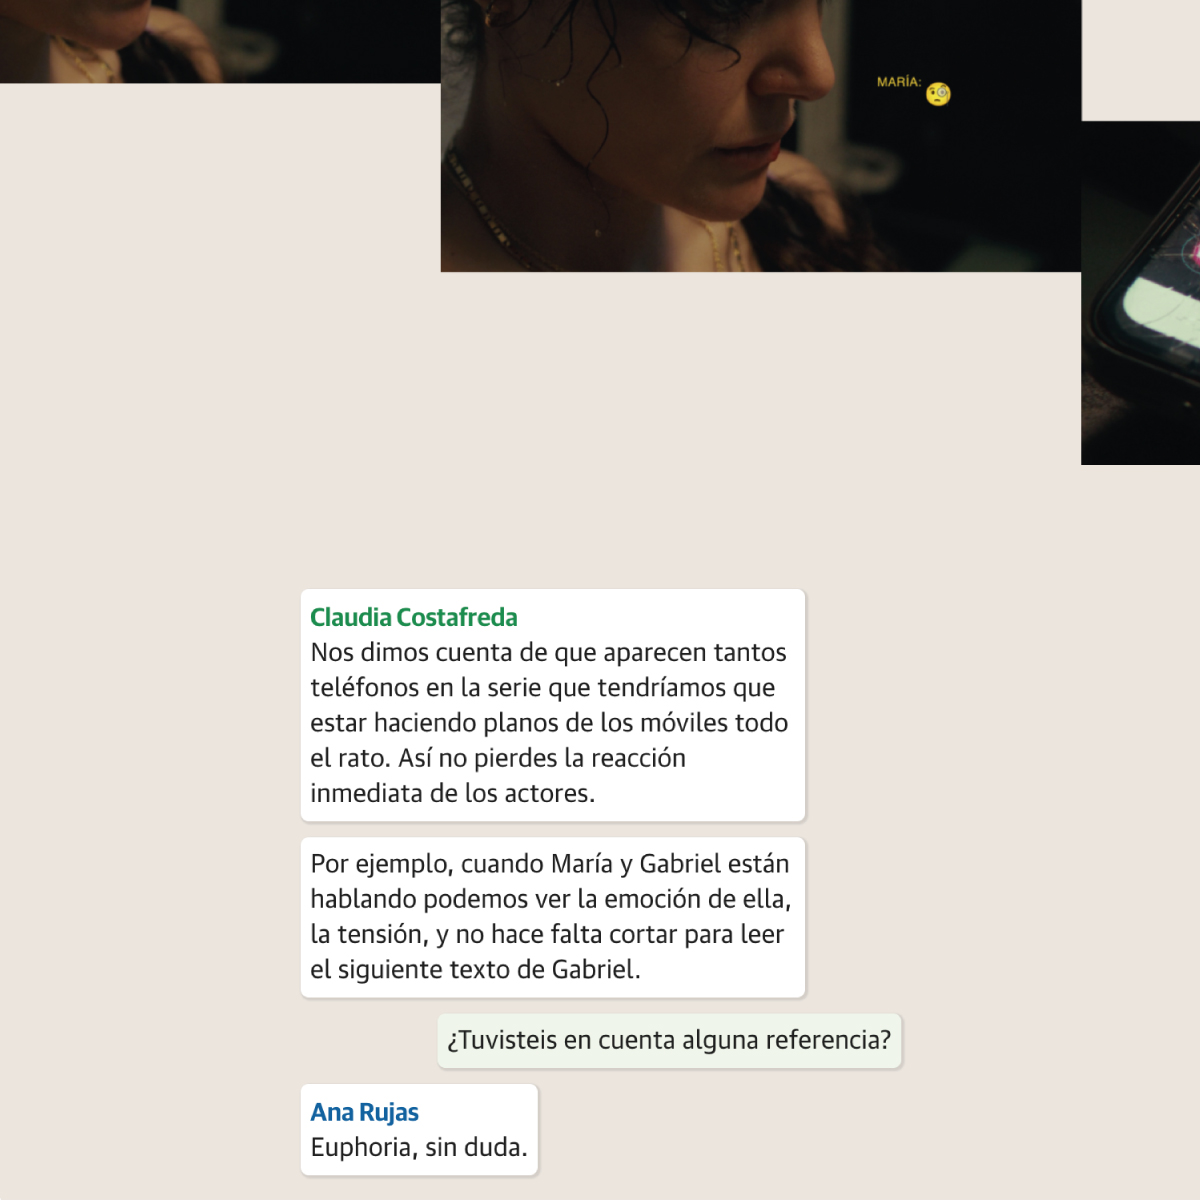 MARÍA: 🧐
Claudia Costafreda
Nos dimos cuenta de que aparecen tantos
teléfonos en la serie que tendríamos que
estar haciendo planos de los móviles todo
el rato. Así no pierdes la reacción
inmediata de los actores.
Por ejemplo, cuando María y Gabriel están
hablando podemos ver la emoción de ella,
la tensión, y no hace falta cortar para leer
el siguiente texto de Gabriel.
¿Tuvisteis en cuenta alguna referencia?
Ana Rujas
Euphoria, sin duda.